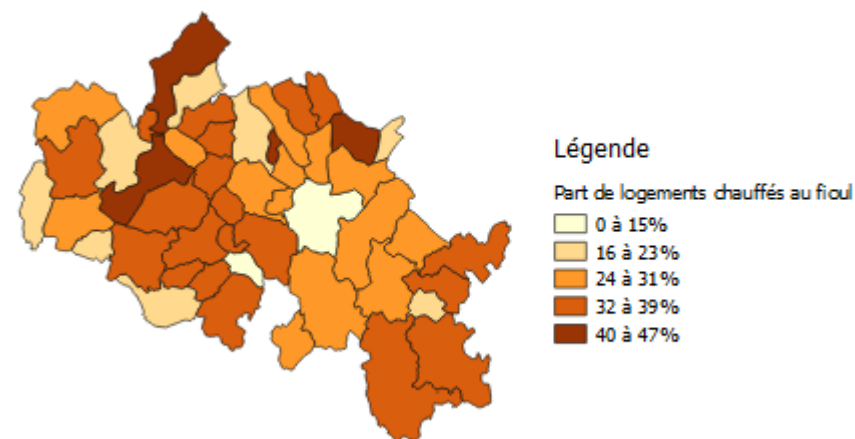 Légende
Part de logements chauffés au fioul
0 à 15%
16 à 23%
24 à 31%
32 à 39%
40 à 47%